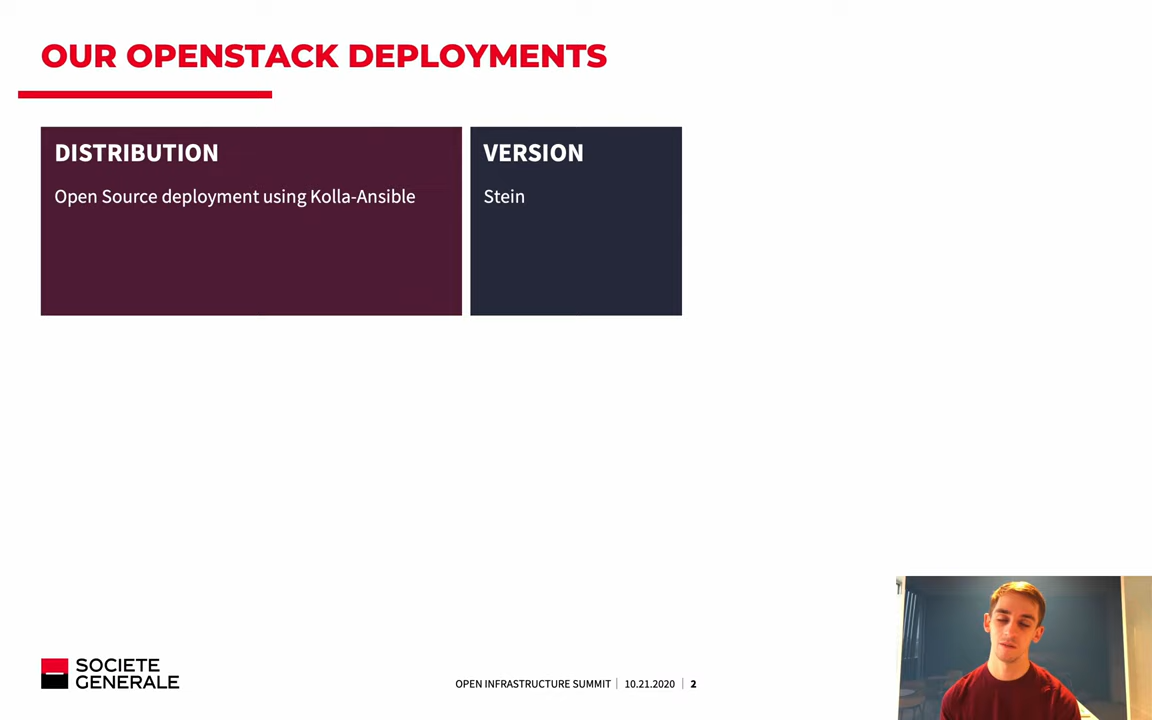 OUR OPENSTACK DEPLOYMENTS
DISTRIBUTION
Open Source deployment using Kolla-Ansible
VERSION
Stein
SOCIETE
GENERALE
OPEN INFRASTRUCTURE SUMMIT | 10.21.2020 | 2